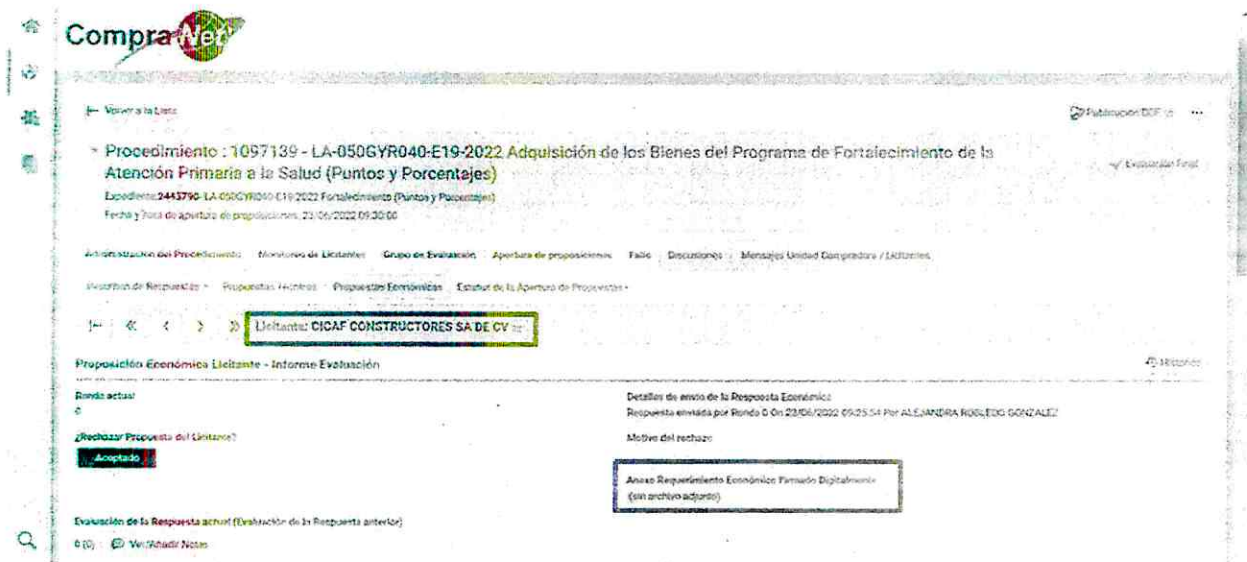 CompraNet
Volver a la Lista
Publicación DOF
...
Procedimiento : 1097139 - LA-050GYR040-E19-2022 Adquisición de los Bienes del Programa de Fortalecimiento de la
Atención Primaria a la Salud (Puntos y Porcentajes)
Evaluación Final
Expediente:2443790- LA-050GYR040-E19-2022 Fortalecimiento (Puntos y Porcentajes)
Fecha y hora de apertura de proposiciones: 23/06/2022 09:30:00
Administración del Procedimiento Monitoreo de Licitantes Grupo de Evaluación Apertura de proposiciones Fallo Discusiones Mensajes Unidad Compradora / Licitantes
Respuestas Propuestas Técnicas Propuestas Económicas Estatus de la Apertura de Propuestas
Licitante: CICAF CONSTRUCTORES SA DE CV
Proposición Económica Licitante - Informe Evaluación
Histórico
Ronda actual
0
Detalles de envío de la Respuesta Económica
Respuesta enviada por Ronda 0 On 23/06/2022 09:25:54 Por ALEJANDRA ROBLEDO GONZALEZ
¿Rechazar Propuesta del Licitante?
Aceptado
Motivo del rechazo
Anexo Requerimiento Económico Firmado Digitalmente
(sin archivo adjunto)
Evaluación de la Respuesta actual (Evaluación de la Respuesta anterior)
0 (0) Ver/Añadir Notas